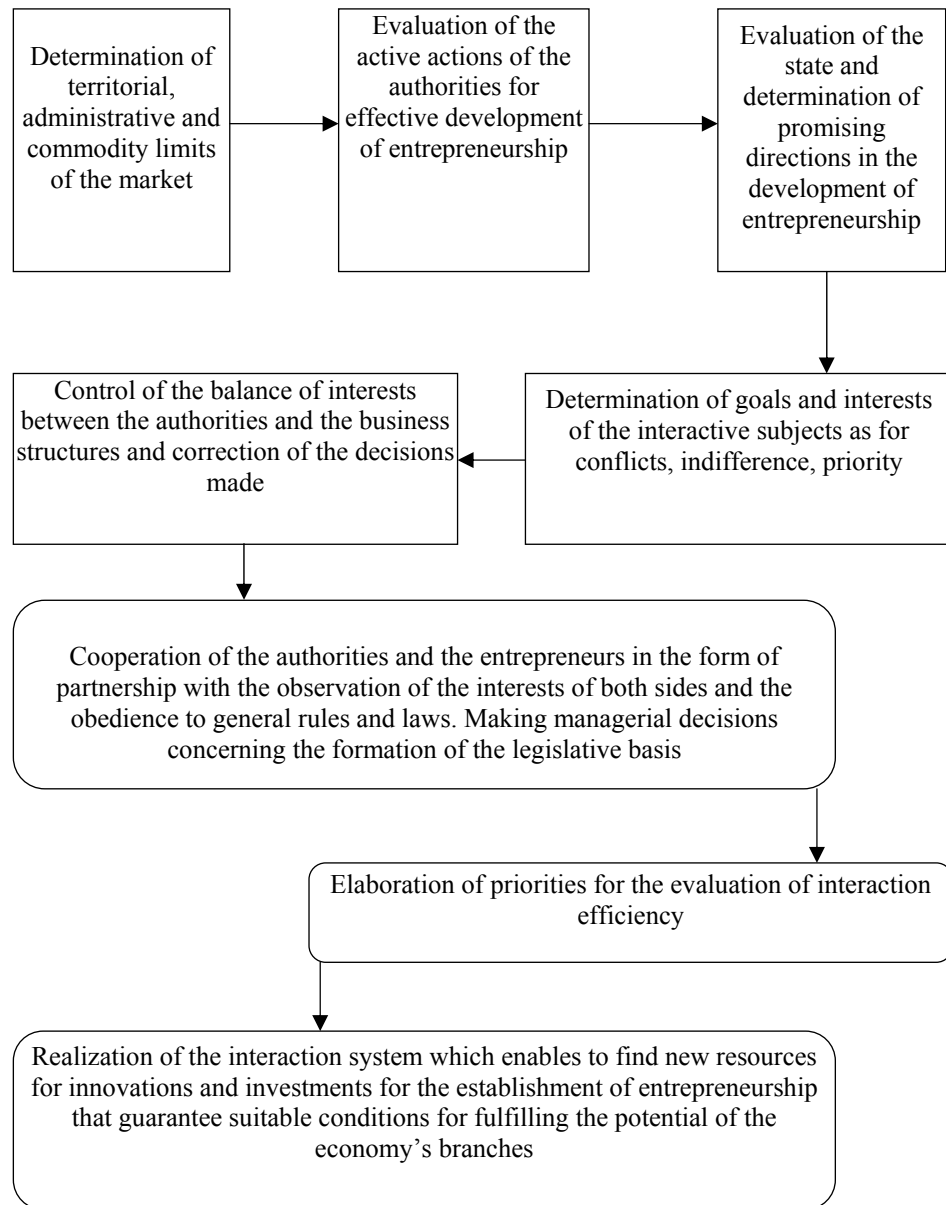 Determination of
territorial,
administrative and
commodity limits
of the market
Evaluation of the
active actions of the
authorities for
effective development
of entrepreneurship
Evaluation of the
state and
determination of
promising
directions in the
development of
entrepreneurship
Control of the balance of interests
between the authorities and the business
structures and correction of the decisions
made
Determination of goals and interests
of the interactive subjects as for
conflicts, indifference, priority
Cooperation of the authorities and the entrepreneurs in the form of
partnership with the observation of the interests of both sides and the
obedience to general rules and laws. Making managerial decisions
concerning the formation of the legislative basis
Elaboration of priorities for the evaluation of interaction
efficiency
Realization of the interaction system which enables to find new resources
for innovations and investments for the establishment of entrepreneurship
that guarantee suitable conditions for fulfilling the potential of the
economy’s branches